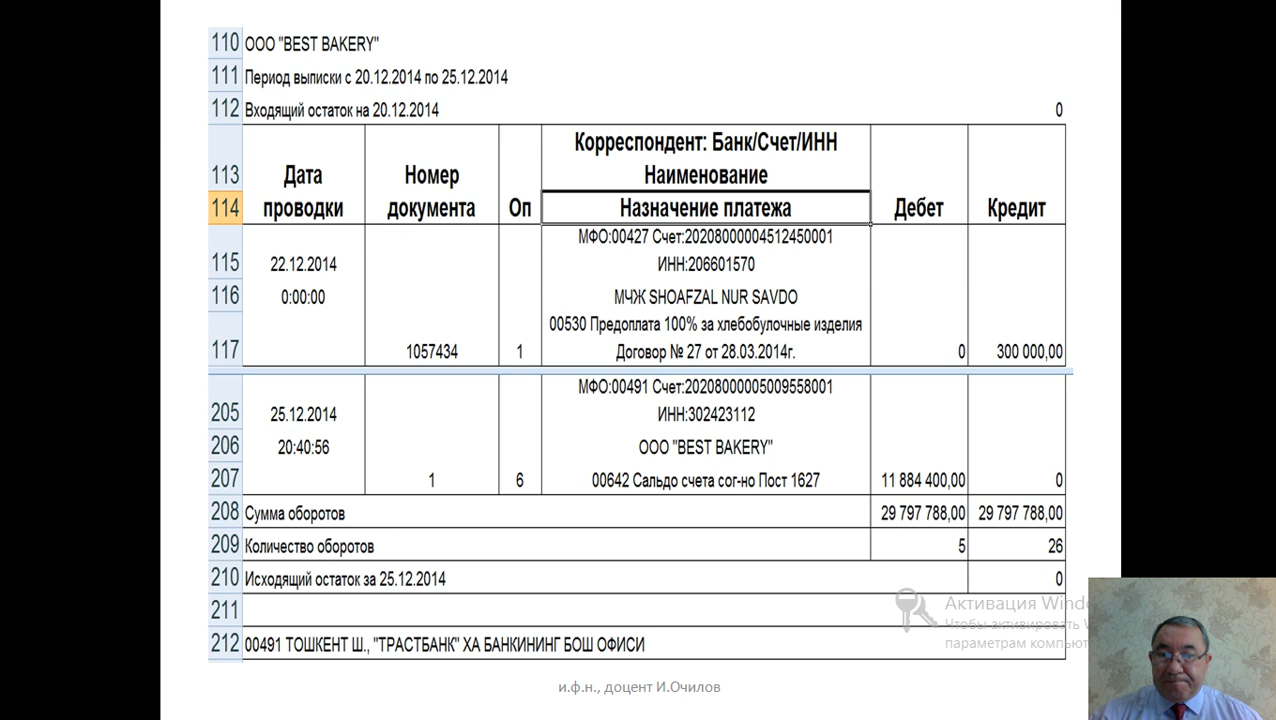 110 ООО "BEST BAKERY"
111 Период выписки с 20.12.2014 по 25.12.2014
112 Входящий остаток на 20.12.2014 0
Корреспондент: Банк/Счет/ИНН
113 Дата Номер Наименование
114 проводки документа Оп Назначение платежа Дебет Кредит
МФО:00427 Счет:20208000004512450001
115 22.12.2014 ИНН:206601570
116 0:00:00 МЧЖ SHOAFZAL NUR SAVDO
00530 Предоплата 100% за хлебобулочные изделия
117 1057434 1 Договор № 27 от 28.03.2014г. 0 300 000,00
МФО:00491 Счет:20208000005009558001
205 25.12.2014 ИНН:302423112
206 20:40:56 ООО "BEST BAKERY"
207 1 6 00642 Сальдо счета сог-но Пост 1627 11 884 400,00 0
208 Сумма оборотов 29 797 788,00 29 797 788,00
209 Количество оборотов 5 26
210 Исходящий остаток за 25.12.2014 0
211
212 00491 ТОШКЕНТ Ш., "ТРАСТБАНК" ХА БАНКИНИНГ БОШ ОФИСИ
Активация Windo
Чтобы активировать W
параметрам компьют
и.ф.н., доцент И.Очилов